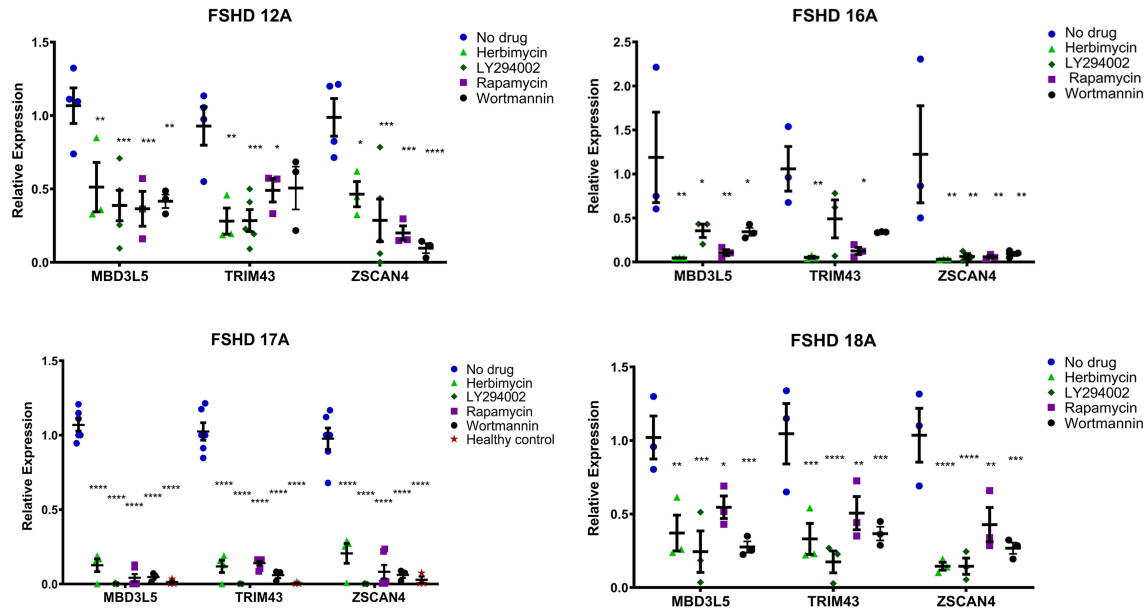 FSHD 12A
Relative Expression
1.5
1.0
0.5
0.0
** *** *** **
** *** *
* *** *** ****
MBD3L5 TRIM43 ZSCAN4
No drug
Herbimycin
LY294002
Rapamycin
Wortmannin
FSHD 16A
Relative Expression
2.5
2.0
1.5
1.0
0.5
0.0
** * ** *
** *
** ** ** **
MBD3L5 TRIM43 ZSCAN4
No drug
Herbimycin
LY294002
Rapamycin
Wortmannin
FSHD 17A
Relative Expression
1.5
1.0
0.5
0.0
**** **** **** **** ****
**** **** **** **** ****
**** **** **** **** ****
MBD3L5 TRIM43 ZSCAN4
No drug
Herbimycin
LY294002
Rapamycin
Wortmannin
Healthy control
FSHD 18A
Relative Expression
1.5
1.0
0.5
0.0
** *** * ***
*** **** ** ***
**** **** ** ***
MBD3L5 TRIM43 ZSCAN4
No drug
Herbimycin
LY294002
Rapamycin
Wortmannin